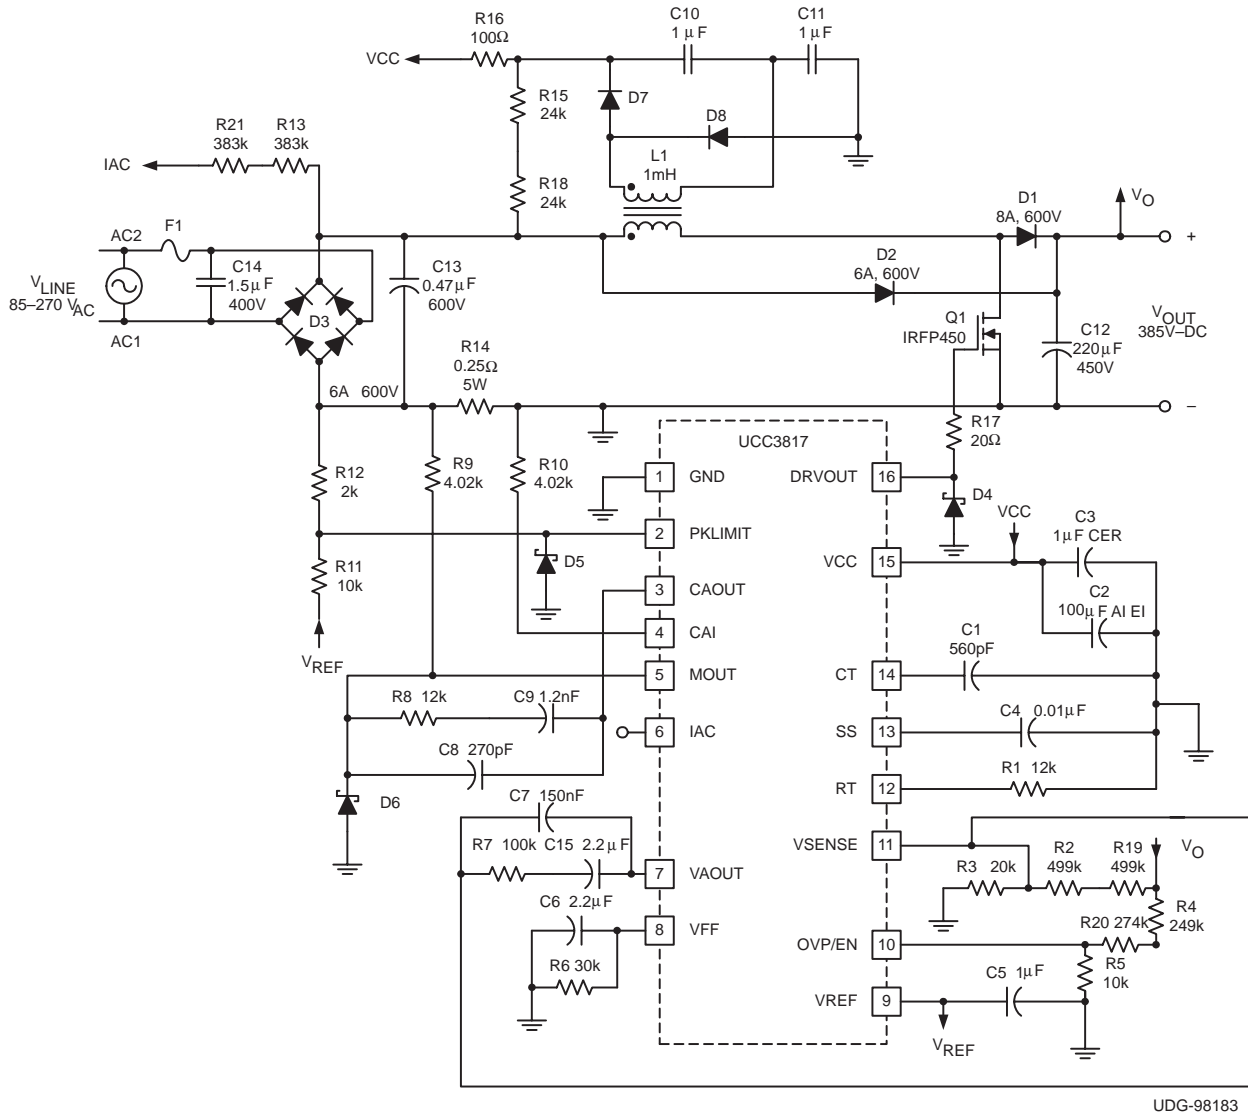 R16
100Ω
C10
1 µF
C11
1 µF
VCC
R15
24k
D7
D8
R21
383k
R13
383k
IAC
L1
1mH
R18
24k
D1
8A, 600V
VO
AC2
F1
+
VLINE
85–270 VAC
C14
1.5µF
400V
C13
0.47µF
600V
D2
6A, 600V
AC1
D3
Q1
IRFP450
C12
220µF
450V
VOUT
385V–DC
R14
0.25Ω
5W
6A 600V
–
R17
20Ω
UCC3817
R12
2k
R9
4.02k
R10
4.02k
1 GND
DRVOUT 16
D4
2 PKLIMIT
VCC
C3
1µF CER
D5
VCC 15
R11
10k
3 CAOUT
C2
100µF AI EI
4 CAI
C1
560pF
VREF
5 MOUT
CT 14
R8 12k
C9 1.2nF
C4 0.01µF
6 IAC
SS 13
C8 270pF
R1 12k
RT 12
D6
C7 150nF
VSENSE 11
R7 100k
C15 2.2µF
R3 20k
R2
499k
R19
499k
VO
7 VAOUT
C6 2.2µF
8 VFF
R20 274k
R4
249k
OVP/EN 10
R6 30k
R5
10k
C5 1µF
VREF 9
VREF
UDG-98183